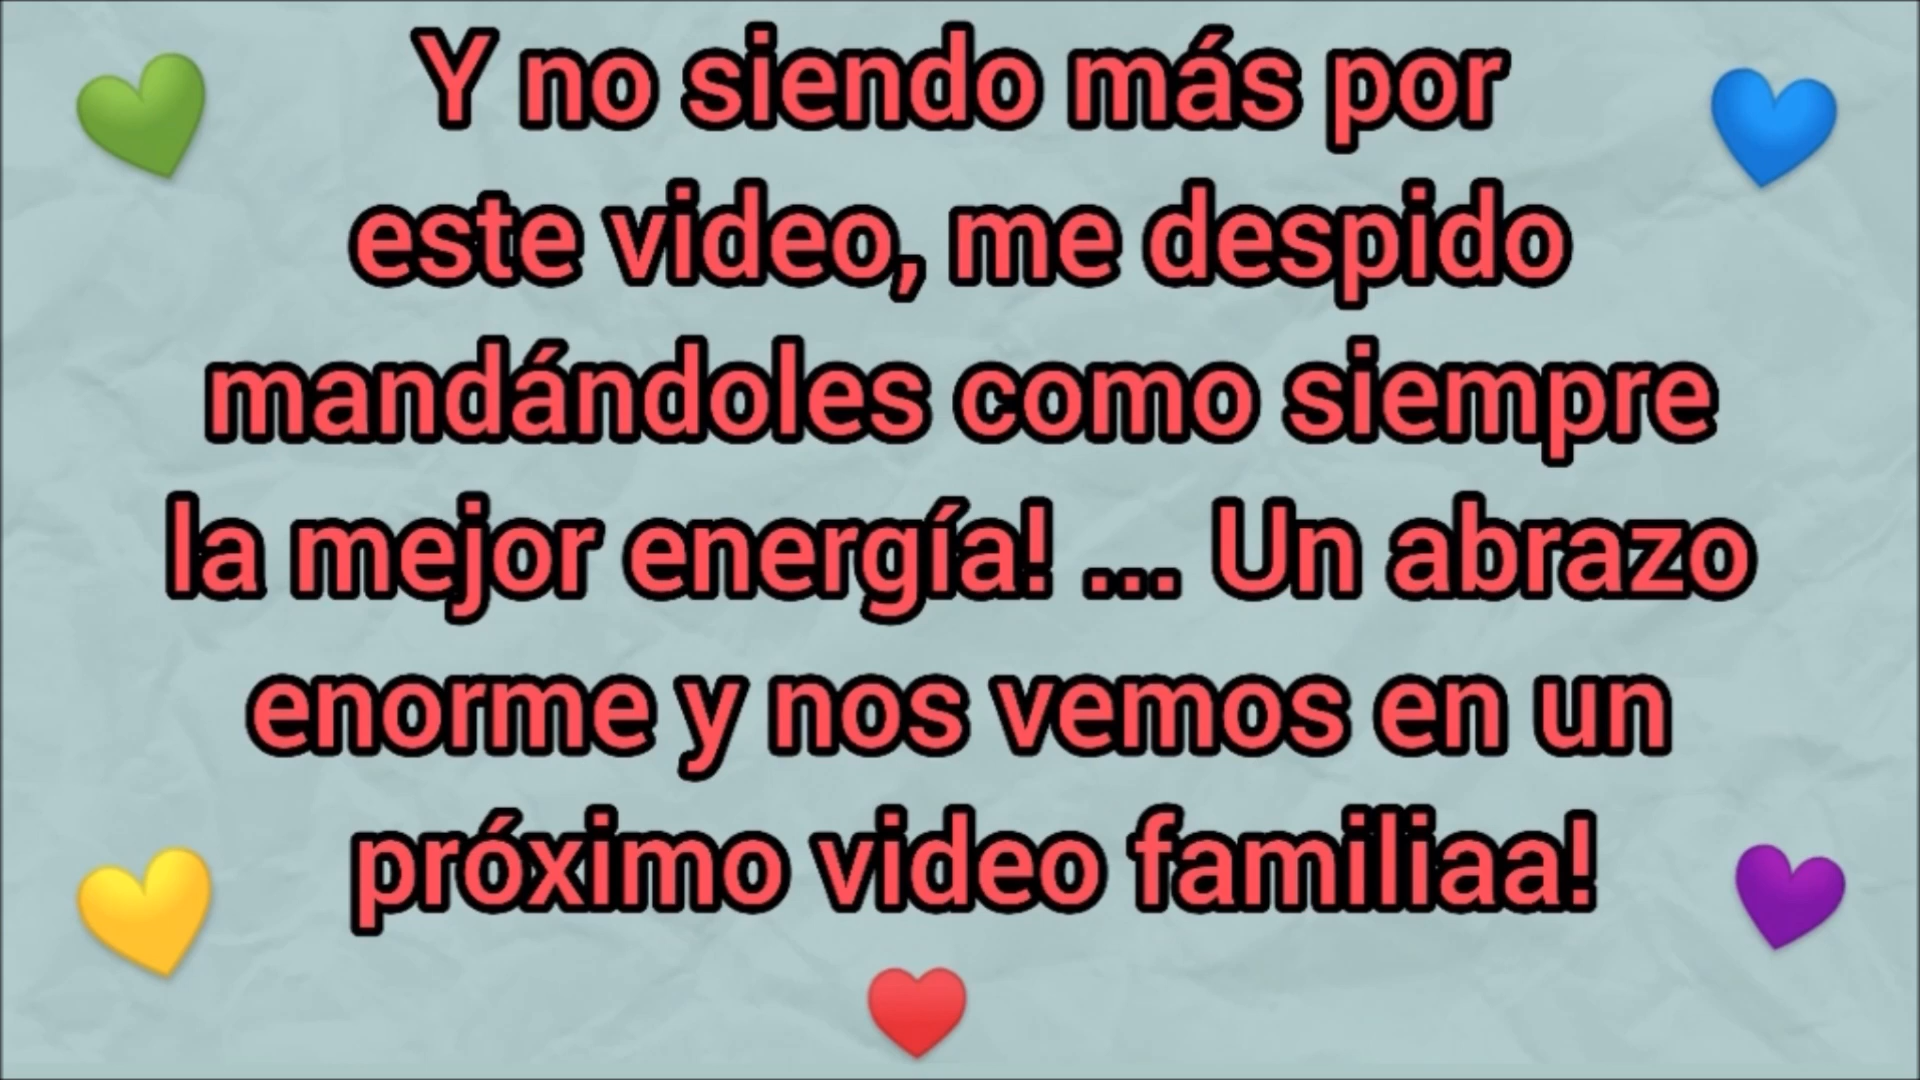 Y no siendo más por
este video, me despido
mandándoles como siempre
la mejor energía! ... Un abrazo
enorme y nos vemos en un
próximo video familiaa!